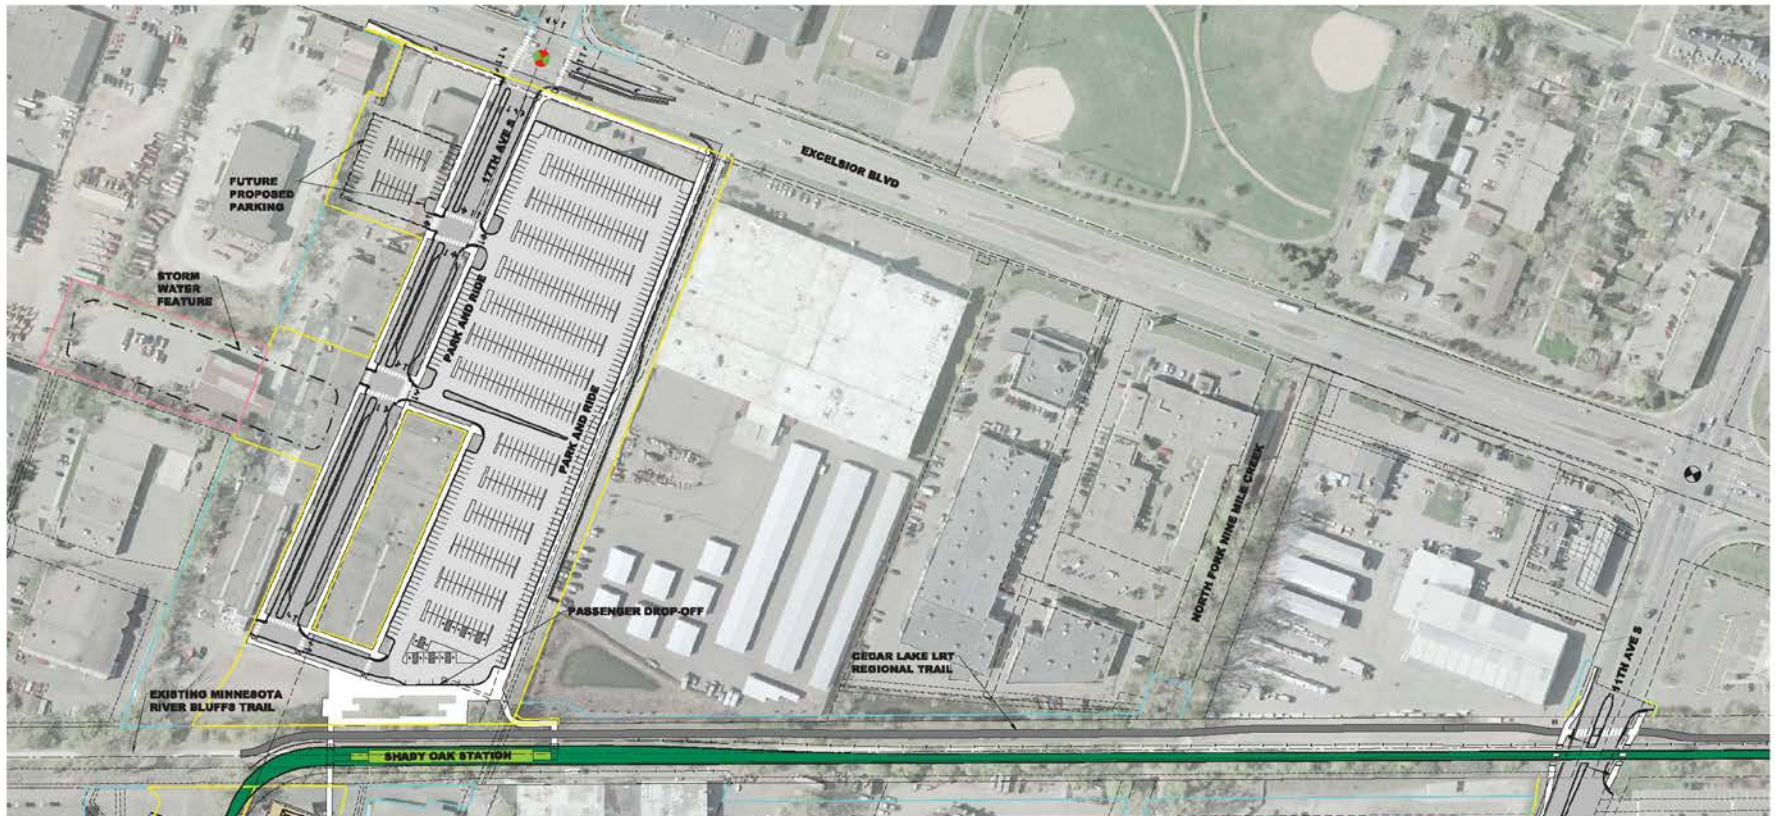 17TH AVE S
EXCELSIOR BLVD
FUTURE
PROPOSED
PARKING
STORM
WATER
FEATURE
PARK AND RIDE
PARK AND RIDE
NORTH FORK NINE MILE CREEK
PASSENGER DROP-OFF
CEDAR LAKE LRT
REGIONAL TRAIL
11TH AVE S
EXISTING MINNESOTA
RIVER BLUFFS TRAIL
SHADY OAK STATION